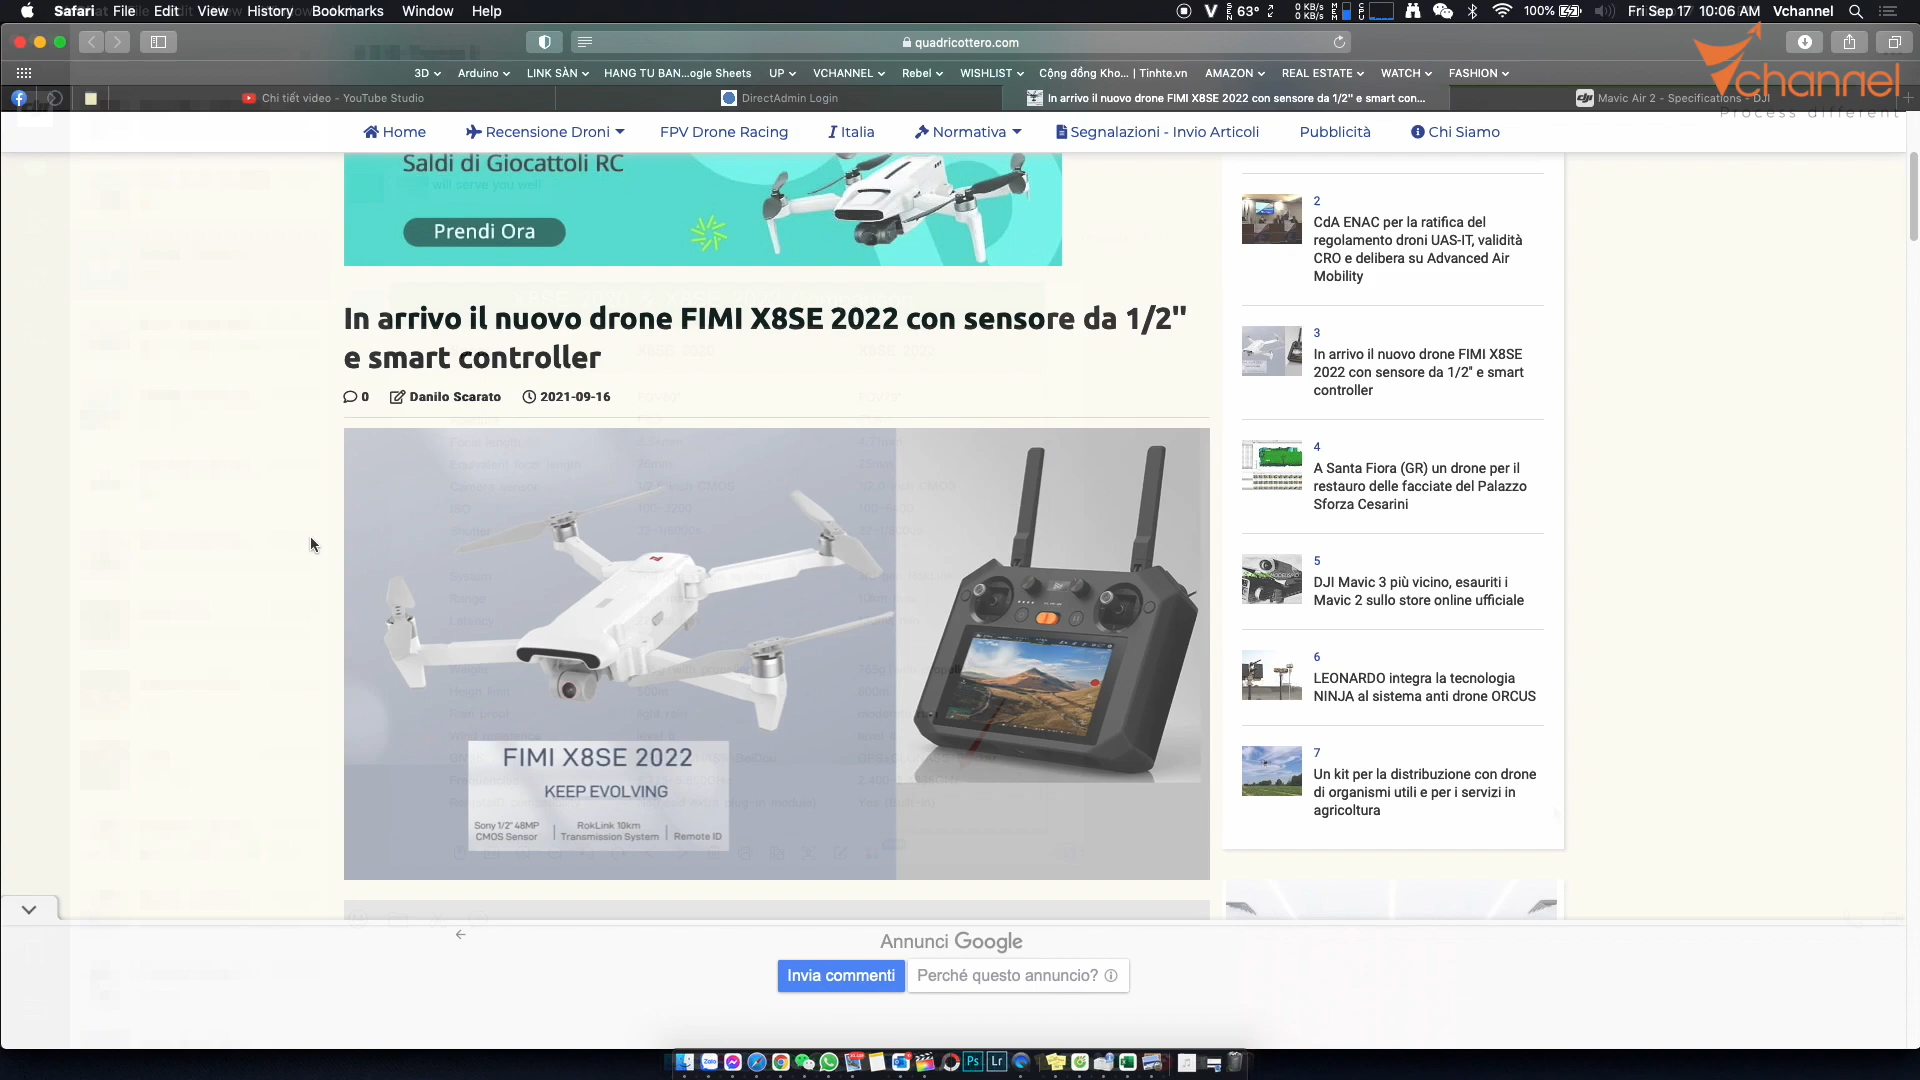 Safari File Edit View History Bookmarks Window Help
63° 0 KB/s 0 KB/s 100% Fri Sep 17 10:06 AM Vchannel
quadricottero.com
3D Arduino LINK SÀN HANG TU BAN...ogle Sheets UP VCHANNEL Rebel WISHLIST Cộng đồng Kho... | Tinhte.vn AMAZON REAL ESTATE WATCH FASHION
Chi tiết video - YouTube Studio
DirectAdmin Login
In arrivo il nuovo drone FIMI X8SE 2022 con sensore da 1/2" e smart con...
Mavic Air 2 - Specifications - DJI
Vchannel
Process different
Home Recensione Droni FPV Drone Racing Italia Normativa Segnalazioni - Invio Articoli Pubblicità Chi Siamo
Saldi di Giocattoli RC
will serve you well
Prendi Ora
In arrivo il nuovo drone FIMI X8SE 2022 con sensore da 1/2"
e smart controller
0 Danilo Scarato 2021-09-16
FIMI X8SE 2022
KEEP EVOLVING
Sony 1/2" 48MP
CMOS Sensor
RokLink 10km
Transmission System
Remote ID
2
CdA ENAC per la ratifica del
regolamento droni UAS-IT, validità
CRO e delibera su Advanced Air
Mobility
3
In arrivo il nuovo drone FIMI X8SE
2022 con sensore da 1/2" e smart
controller
4
A Santa Fiora (GR) un drone per il
restauro delle facciate del Palazzo
Sforza Cesarini
5
DJI Mavic 3 più vicino, esauriti i
Mavic 2 sullo store online ufficiale
6
LEONARDO integra la tecnologia
NINJA al sistema anti drone ORCUS
7
Un kit per la distribuzione con drone
di organismi utili e per i servizi in
agricoltura
Annunci Google
Invia commenti
Perché questo annuncio?